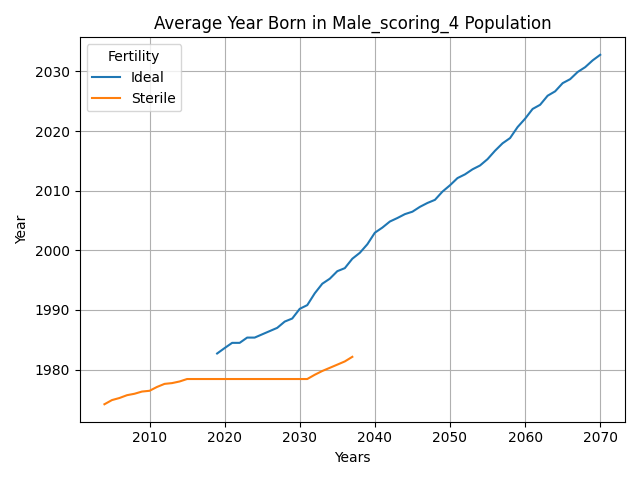 Average Year Born in Male_scoring_4 Population
Fertility
Ideal
Sterile
Year
2030
2020
2010
2000
1990
1980
2010 2020 2030 2040 2050 2060 2070
Years